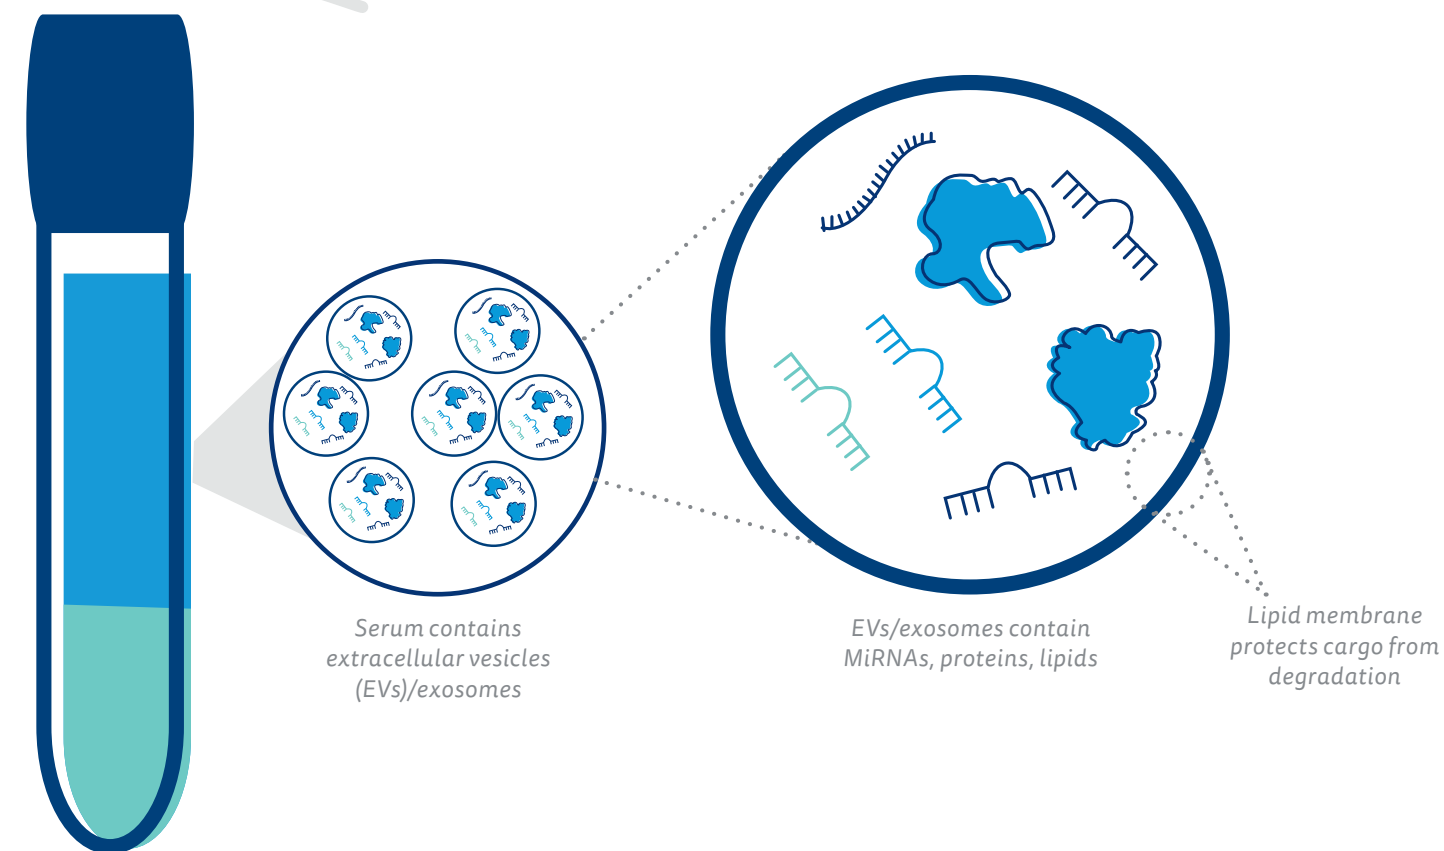 Serum contains
extracellular vesicles
(EVs)/exosomes
EVs/exosomes contain
MiRNAs, proteins, lipids
Lipid membrane
protects cargo from
degradation